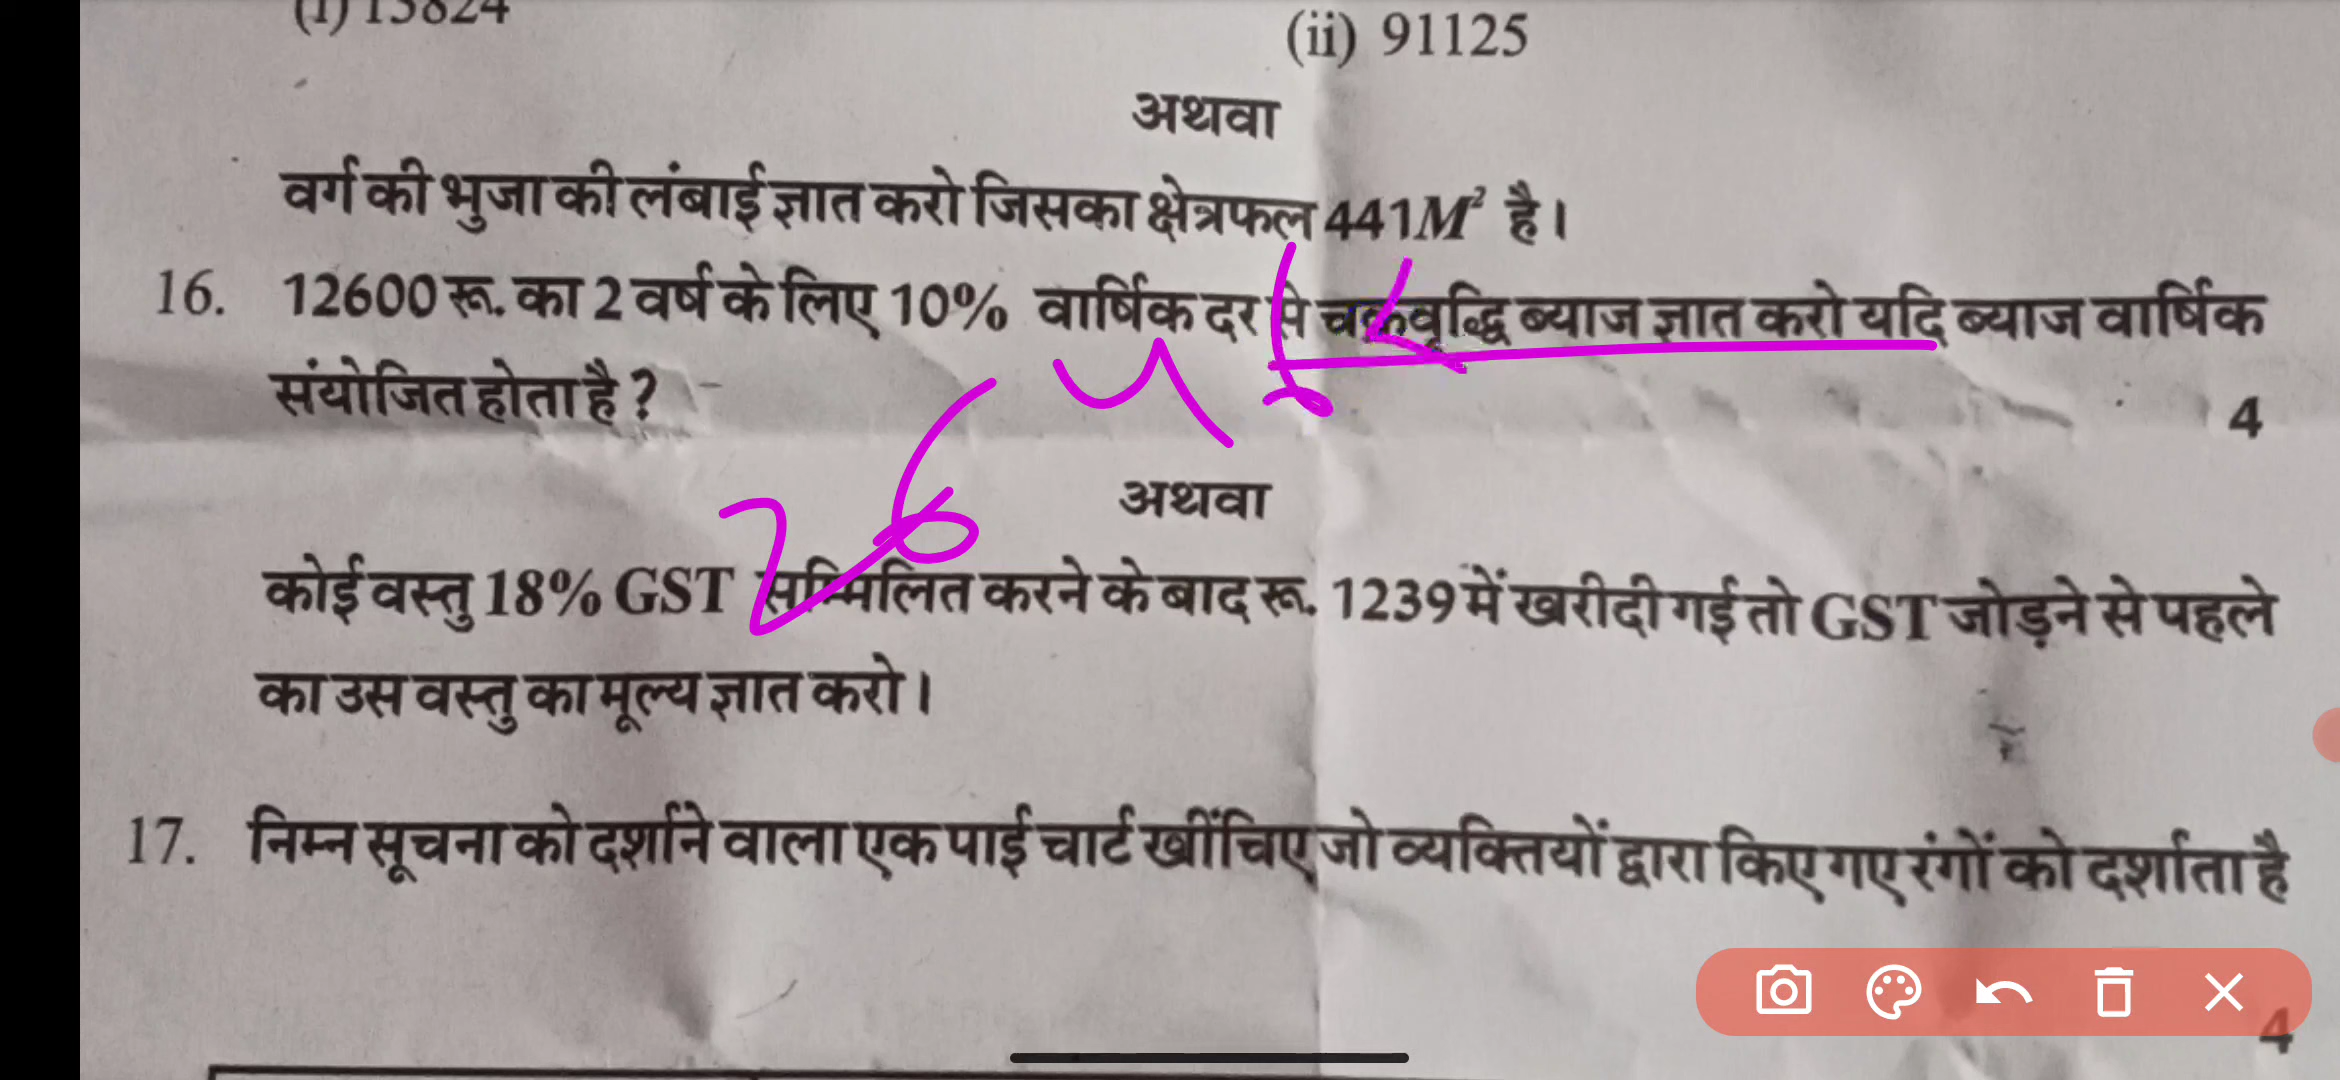 (i) 13824
(ii) 91125
अथवा
वर्ग की भुजा की लंबाई ज्ञात करो जिसका क्षेत्रफल 441M² है।
16. 12600 रू. का 2 वर्ष के लिए 10% वार्षिक दर से चक्रवृद्धि ब्याज ज्ञात करो यदि ब्याज वार्षिक
संयोजित होता है ?
4
अथवा
कोई वस्तु 18% GST सम्मिलित करने के बाद रू. 1239 में खरीदी गई तो GST जोड़ने से पहले
का उस वस्तु का मूल्य ज्ञात करो।
17. निम्न सूचना को दर्शाने वाला एक पाई चार्ट खींचिए जो व्यक्तियों द्वारा किए गए रंगों को दर्शाता है
4